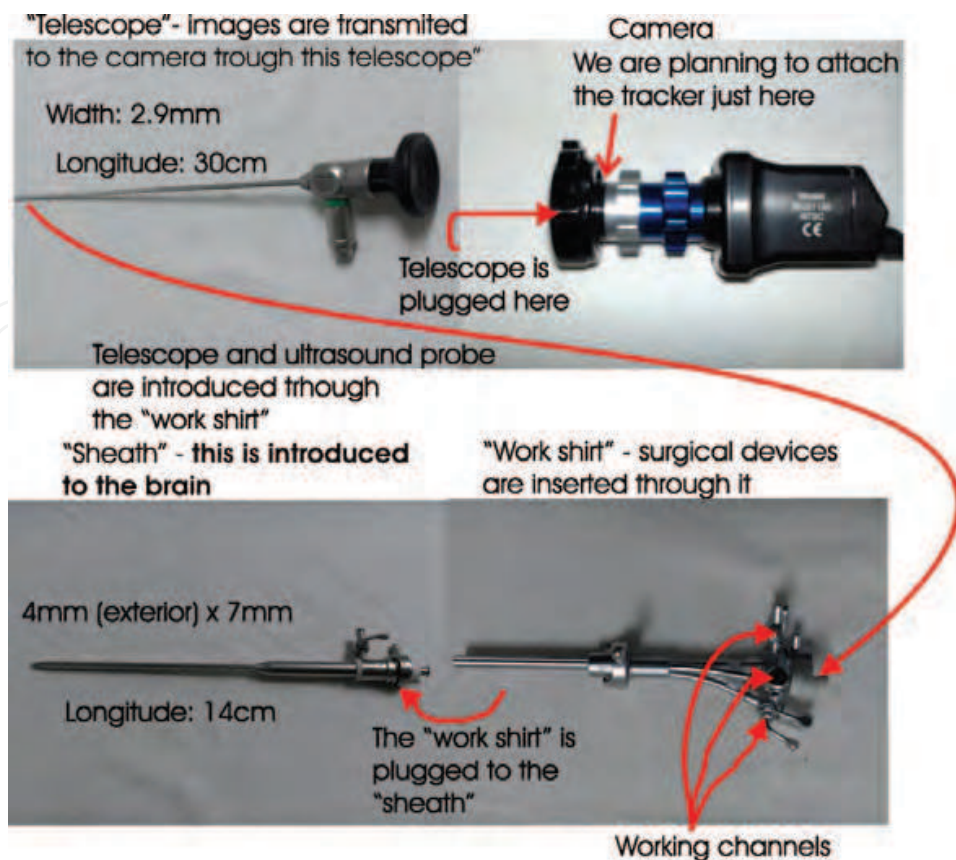 "Telescope"- images are transmited
to the camera trough this telescope"
Width: 2.9mm
Longitude: 30cm
Camera
We are planning to attach
the tracker just here
Telescope is
plugged here
CE
Telescope and ultrasound probe
are introduced trhough
the "work shirt"
"Sheath" - this is introduced
to the brain
"Work shirt" - surgical devices
are inserted through it
4mm (exterior) x 7mm
Longitude: 14cm
The "work shirt" is
plugged to the
"sheath"
Working channels